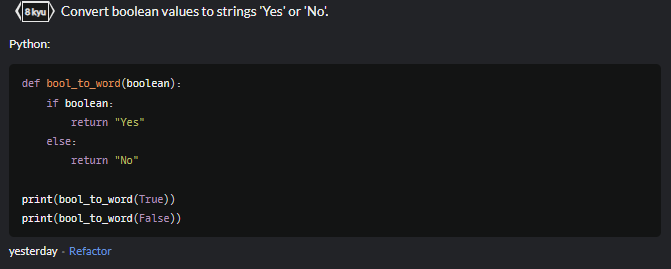 8 kyu Convert boolean values to strings 'Yes' or 'No'.
Python:
def bool_to_word(boolean):
    if boolean:
        return "Yes"
    else:
        return "No"
print(bool_to_word(True))
print(bool_to_word(False))
yesterday · Refactor